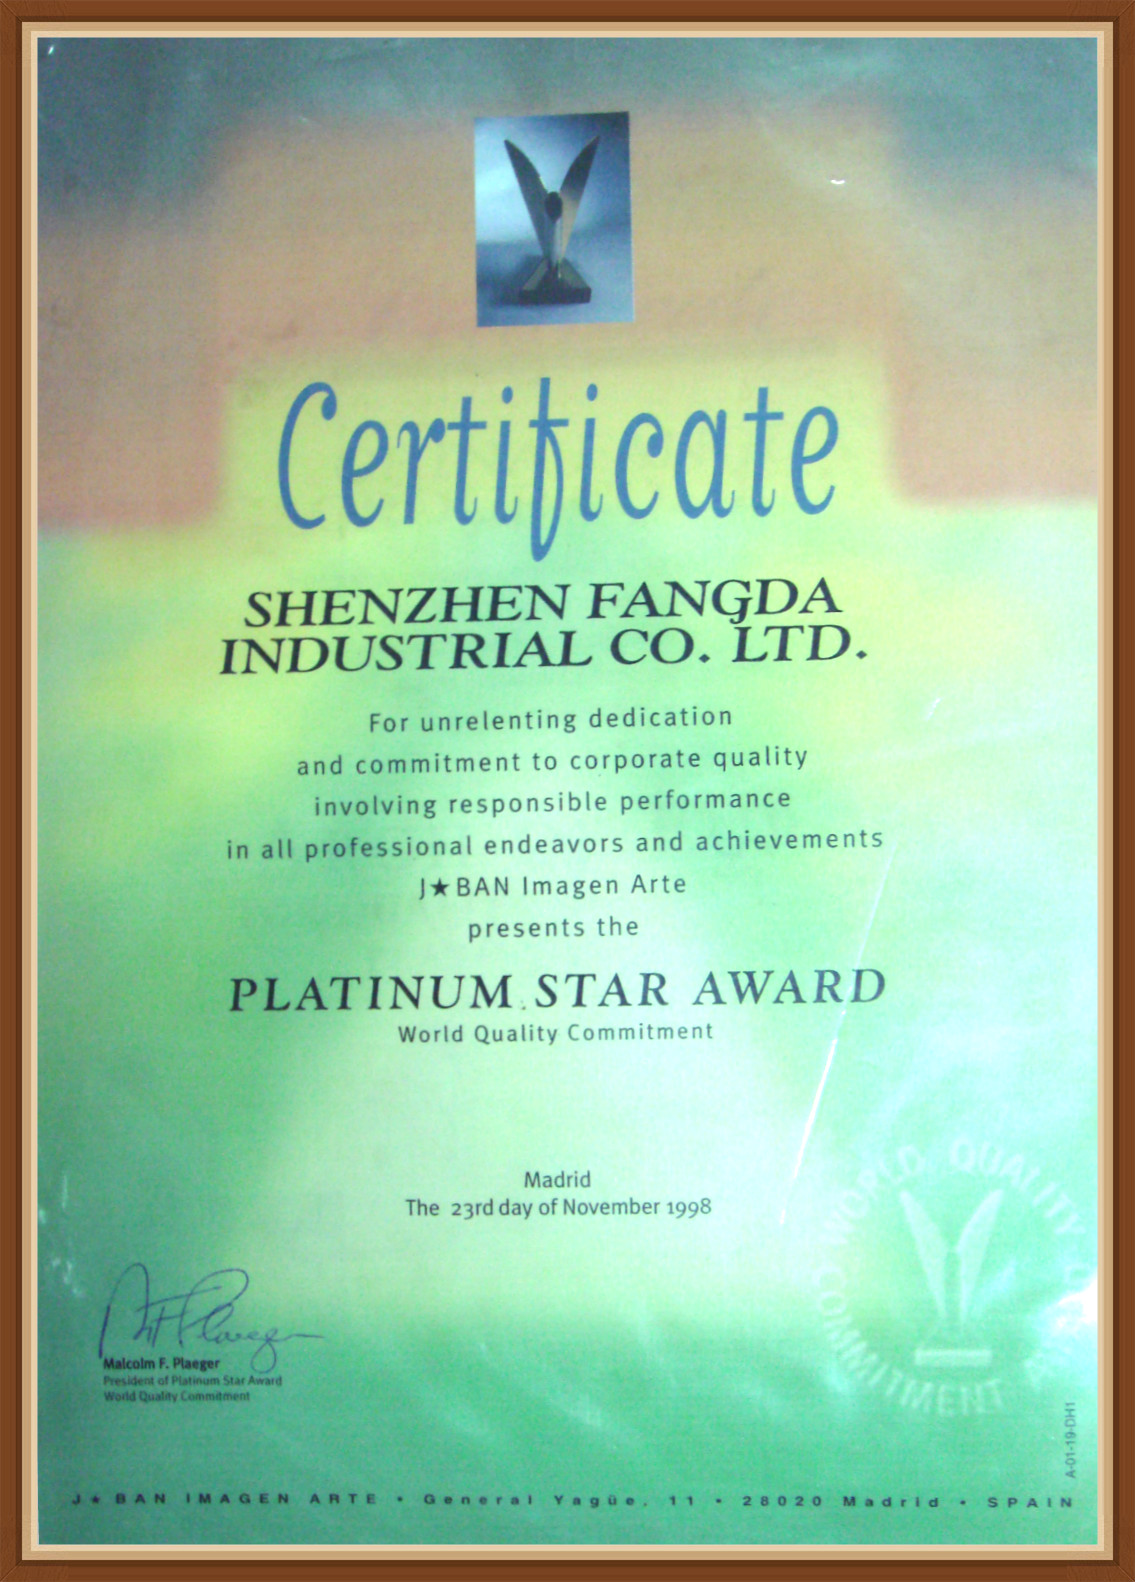 Certificate
SHENZHEN FANGDA
INDUSTRIAL CO. LTD.
For unrelenting dedication
and commitment to corporate quality
involving responsible performance
in all professional endeavors and achievements
J★BAN Imagen Arte
presents the
PLATINUM STAR AWARD
World Quality Commitment
Madrid
The 23rd day of November 1998
Malcolm F. Plaeger
President of Platinum Star Award
World Quality Commitment
WORLD QUALITY
COMMITMENT
A-01-19-DH1
J★BAN IMAGEN ARTE • General Yagüe, 11 • 28020 Madrid • SPAIN